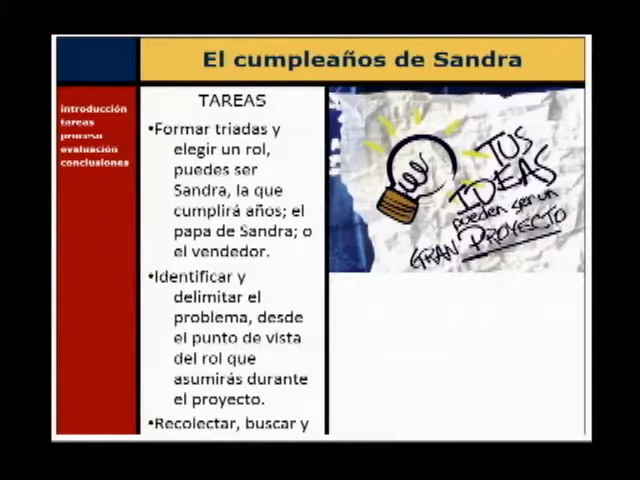 El cumpleaños de Sandra
introducción
tareas
proceso
evaluación
conclusiones
TAREAS
•Formar triadas y
elegir un rol,
puedes ser
Sandra, la que
cumplirá años; el
papa de Sandra; o
el vendedor.
•Identificar y
delimitar el
problema, desde
el punto de vista
del rol que
asumirás durante
el proyecto.
•Recolectar, buscar y
TUS
IDEAS
pueden ser un
GRAN PROYECTO